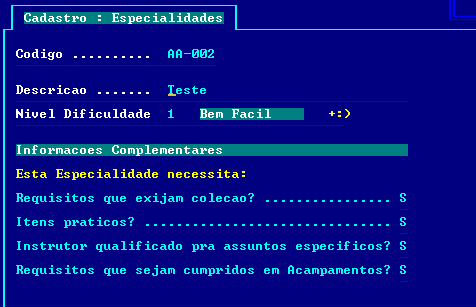 Cadastro : Especialidades
Codigo .......... AA-002
Descricao ....... Teste
Nivel Dificuldade 1 Bem Facil +:)
Informacoes Complementares
Esta Especialidade necessita:
Requisitos que exijam colecao? ................ S
Itens praticos? ............................... S
Instrutor qualificado pra assuntos especificos? S
Requisitos que sejam cumpridos em Acampamentos? S